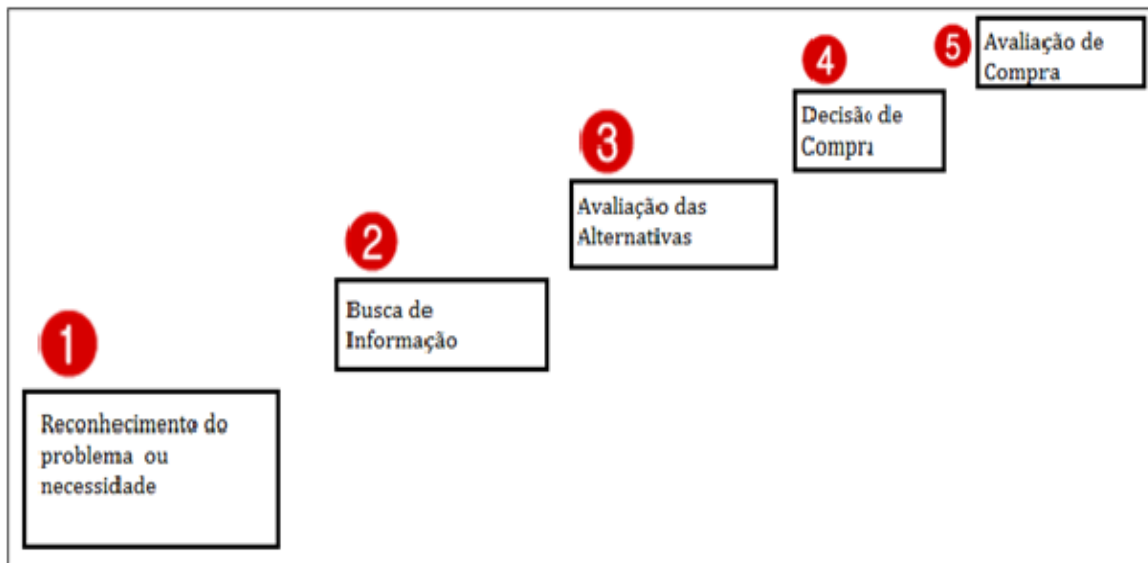 1
Reconhecimento do
problema ou
necessidade
2
Busca de
Informação
3
Avaliação das
Alternativas
4
Decisão de
Compra
5
Avaliação de
Compra